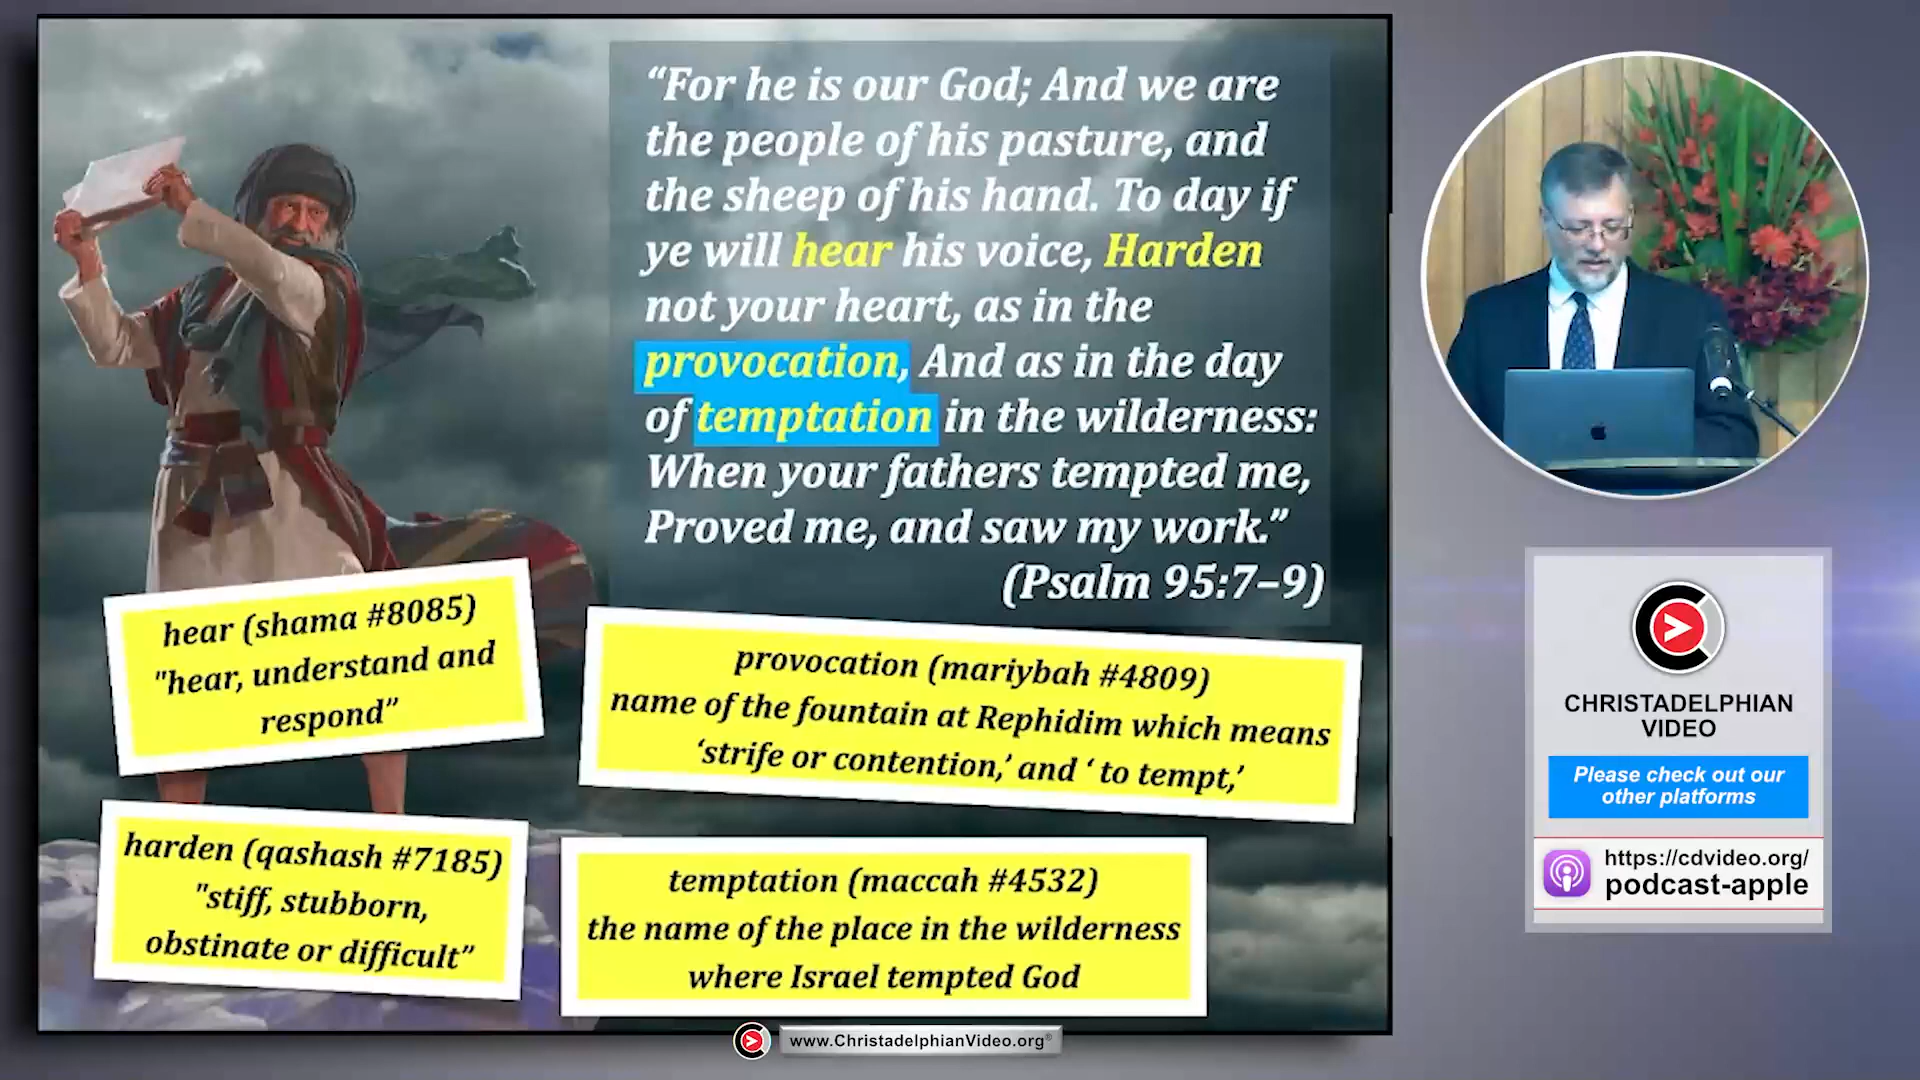 “For he is our God; And we are
the people of his pasture, and
the sheep of his hand. To day if
ye will hear his voice, Harden
not your heart, as in the
provocation, And as in the day
of temptation in the wilderness:
When your fathers tempted me,
Proved me, and saw my work.”
(Psalm 95:7–9)
hear (shama #8085)
"hear, understand and
respond”
provocation (mariybah #4809)
name of the fountain at Rephidim which means
‘strife or contention,’ and ‘ to tempt,’
harden (qashash #7185)
"stiff, stubborn,
obstinate or difficult”
temptation (maccah #4532)
the name of the place in the wilderness
where Israel tempted God
www.ChristadelphianVideo.org®
CHRISTADELPHIAN
VIDEO
Please check out our
other platforms
https://cdvideo.org/
podcast-apple